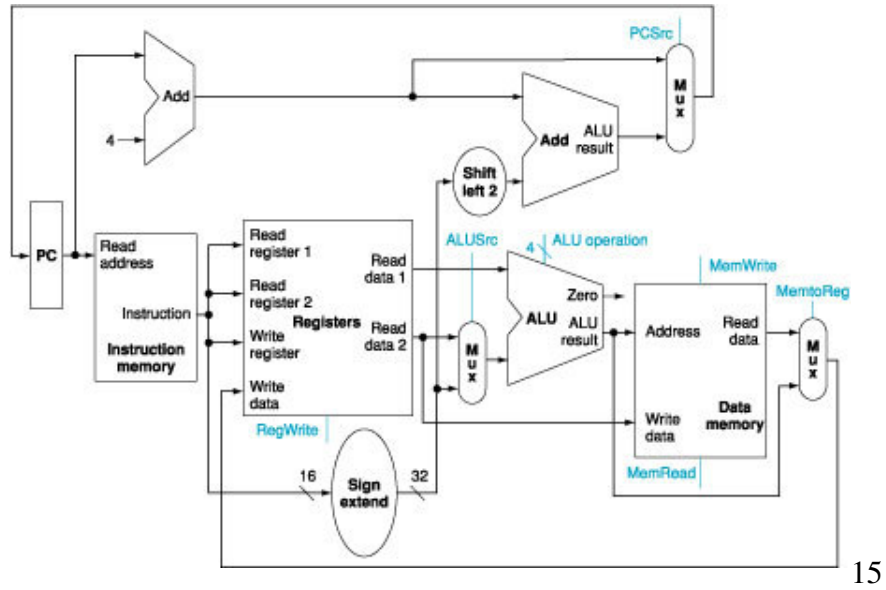 PCSrc
M
u
x
Add
4
Add
ALU
result
Shift
left 2
PC
Read
address
Instruction
Instruction
memory
Read
register 1
Read
register 2
Write
register
Write
data
Registers
Read
data 1
Read
data 2
RegWrite
16
Sign
extend
32
ALUSrc
M
u
x
4
ALU operation
Zero
ALU
ALU
result
MemWrite
Address
Read
data
Write
data
Data
memory
MemRead
MemtoReg
M
u
x
15